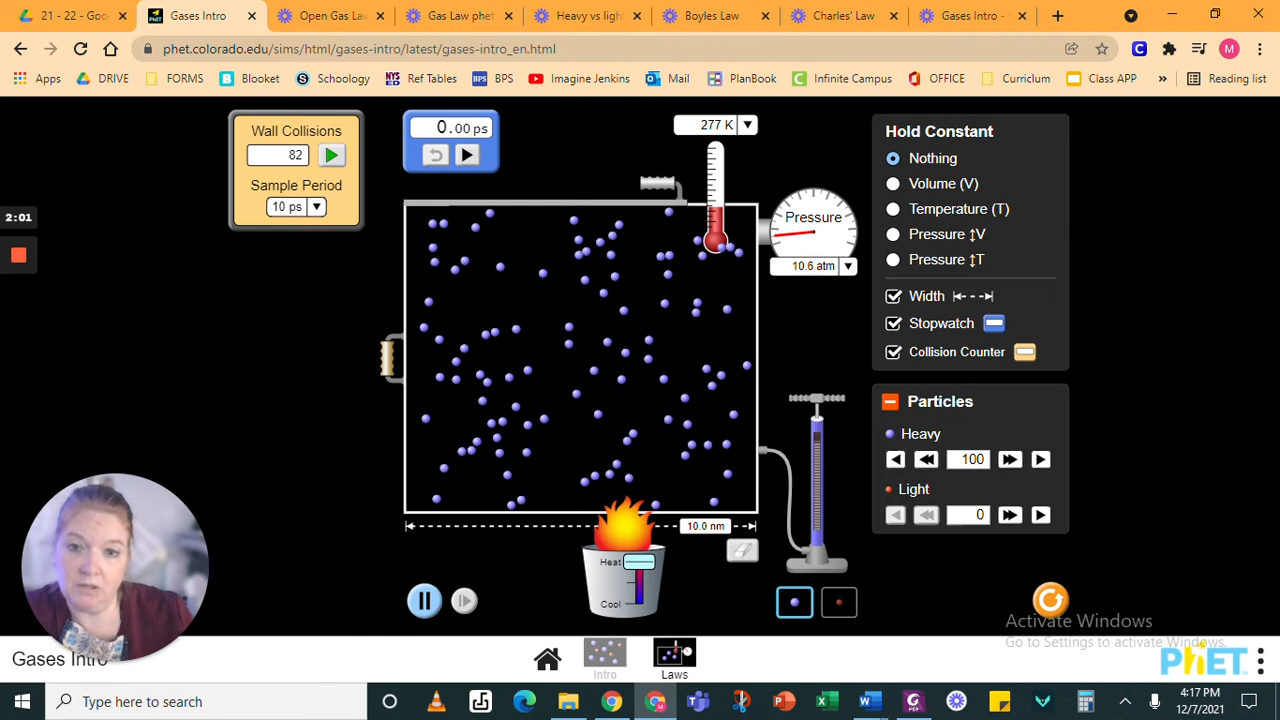 21 - 22 - Google D
Gases Intro
Open Gas Law
Gas Law phet
Heavy vs ligh
Boyles Law
Charles' Law
Gases Intro -
phet.colorado.edu/sims/html/gases-intro/latest/gases-intro_en.html
Apps
DRIVE
FORMS
Blooket
Schoology
Ref Tables
BPS
Imagine Jenkins
Mail
PlanBook
Infinite Campus
OFFICE
Curriclum
Class APP
»
Reading list
Wall Collisions
82
Sample Period
10 ps
0.00 ps
277 K
Pressure
10.6 atm
Hold Constant
Nothing
Volume (V)
Temperature (T)
Pressure ↕V
Pressure ↕T
Width
Stopwatch
Collision Counter
2:01
Particles
Heavy
100
Light
0
10.0 nm
Heat
Cool
Activate Windows
Go to Settings to activate Windows.
Gases Intro
Intro
Laws
PhET
Type here to search
4:17 PM
12/7/2021